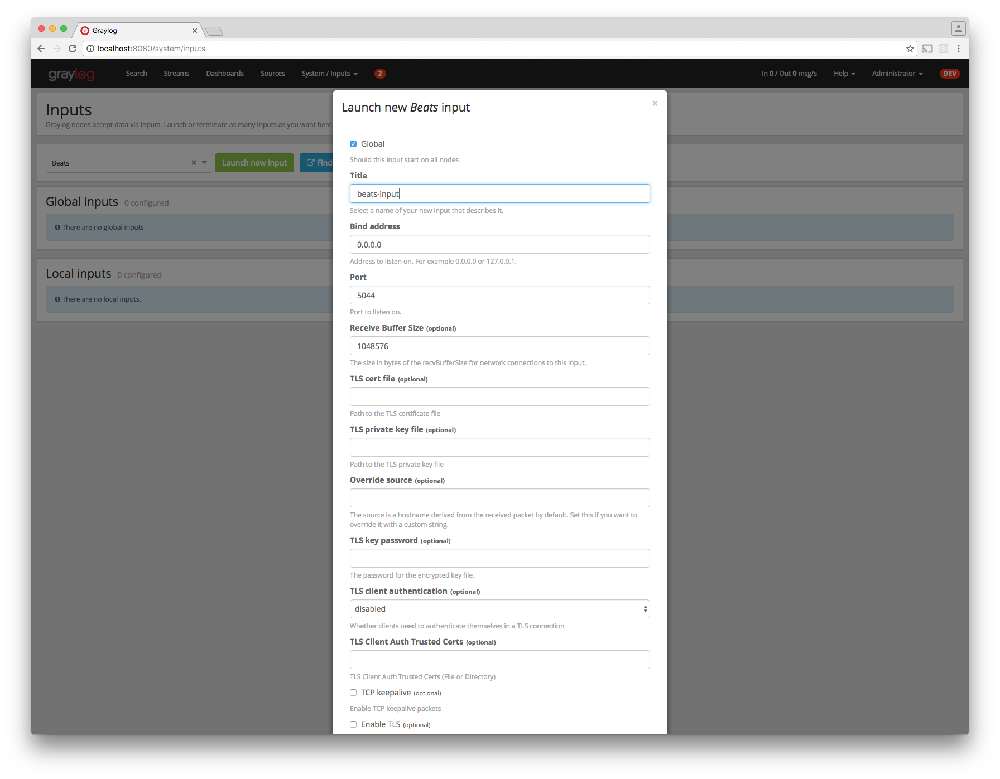 Graylog
localhost:8080/system/inputs
graylog
Search
Streams
Dashboards
Sources
System / Inputs
2
In 0 / Out 0 msg/s
Help
Administrator
DEV
Inputs
Graylog nodes accept data via inputs. Launch or terminate as many inputs as you want here.
Beats
Launch new input
Find
Global inputs 0 configured
There are no global inputs.
Local inputs 0 configured
There are no local inputs.
Launch new Beats input
Global
Should this input start on all nodes
Title
beats-input
Select a name of your new input that describes it.
Bind address
0.0.0.0
Address to listen on. For example 0.0.0.0 or 127.0.0.1.
Port
5044
Port to listen on.
Receive Buffer Size (optional)
1048576
The size in bytes of the recvBufferSize for network connections to this input.
TLS cert file (optional)
Path to the TLS certificate file
TLS private key file (optional)
Path to the TLS private key file
Override source (optional)
The source is a hostname derived from the received packet by default. Set this if you want to
override it with a custom string.
TLS key password (optional)
The password for the encrypted key file.
TLS client authentication (optional)
disabled
Whether clients need to authenticate themselves in a TLS connection
TLS Client Auth Trusted Certs (optional)
TLS Client Auth Trusted Certs (File or Directory)
TCP keepalive (optional)
Enable TCP keepalive packets
Enable TLS (optional)